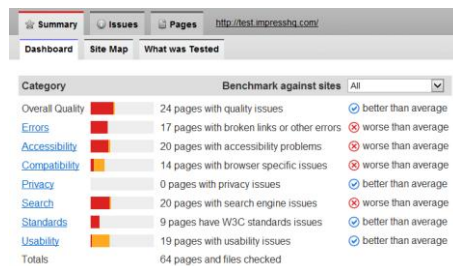 Summary Issues Pages http://test.impresshq.com/
Dashboard Site Map What was Tested
Category Benchmark against sites All
Overall Quality 24 pages with quality issues better than average
Errors 17 pages with broken links or other errors worse than average
Accessibility 20 pages with accessibility problems worse than average
Compatibility 14 pages with browser specific issues worse than average
Privacy 0 pages with privacy issues better than average
Search 20 pages with search engine issues worse than average
Standards 9 pages have W3C standards issues better than average
Usability 19 pages with usability issues better than average
Totals 64 pages and files checked